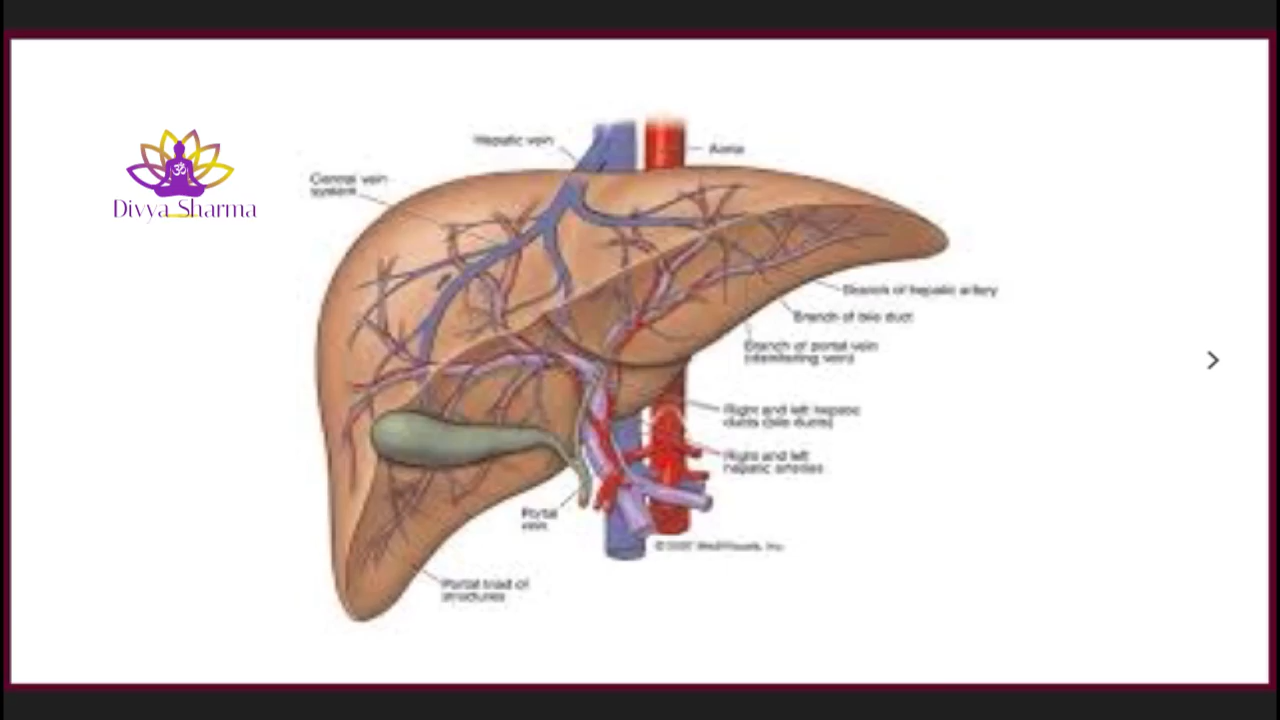 ॐ
Divya Sharma
Hepatic vein
Aorta
Central vein
system
Branch of hepatic artery
Branch of bile duct
Branch of portal vein
Right and left hepatic
ducts (bile ducts)
Right and left
hepatic arteries
Portal
vein
Portal triad of
structures